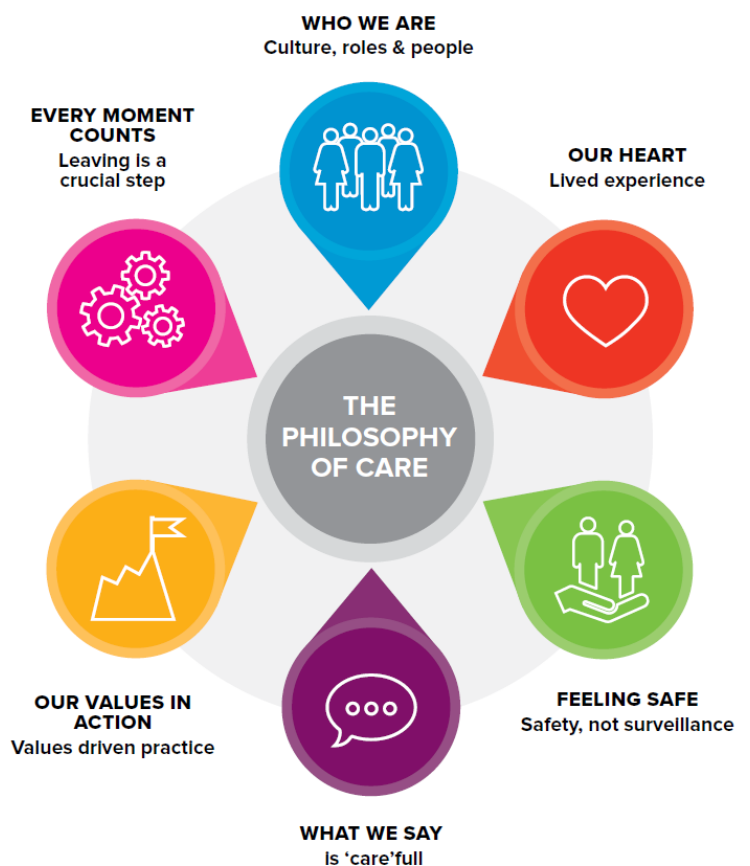 WHO WE ARE
Culture, roles & people
OUR HEART
Lived experience
FEELING SAFE
Safety, not surveillance
WHAT WE SAY
Is ‘care’full
OUR VALUES IN
ACTION
Values driven practice
EVERY MOMENT
COUNTS
Leaving is a
crucial step
THE
PHILOSOPHY
OF CARE